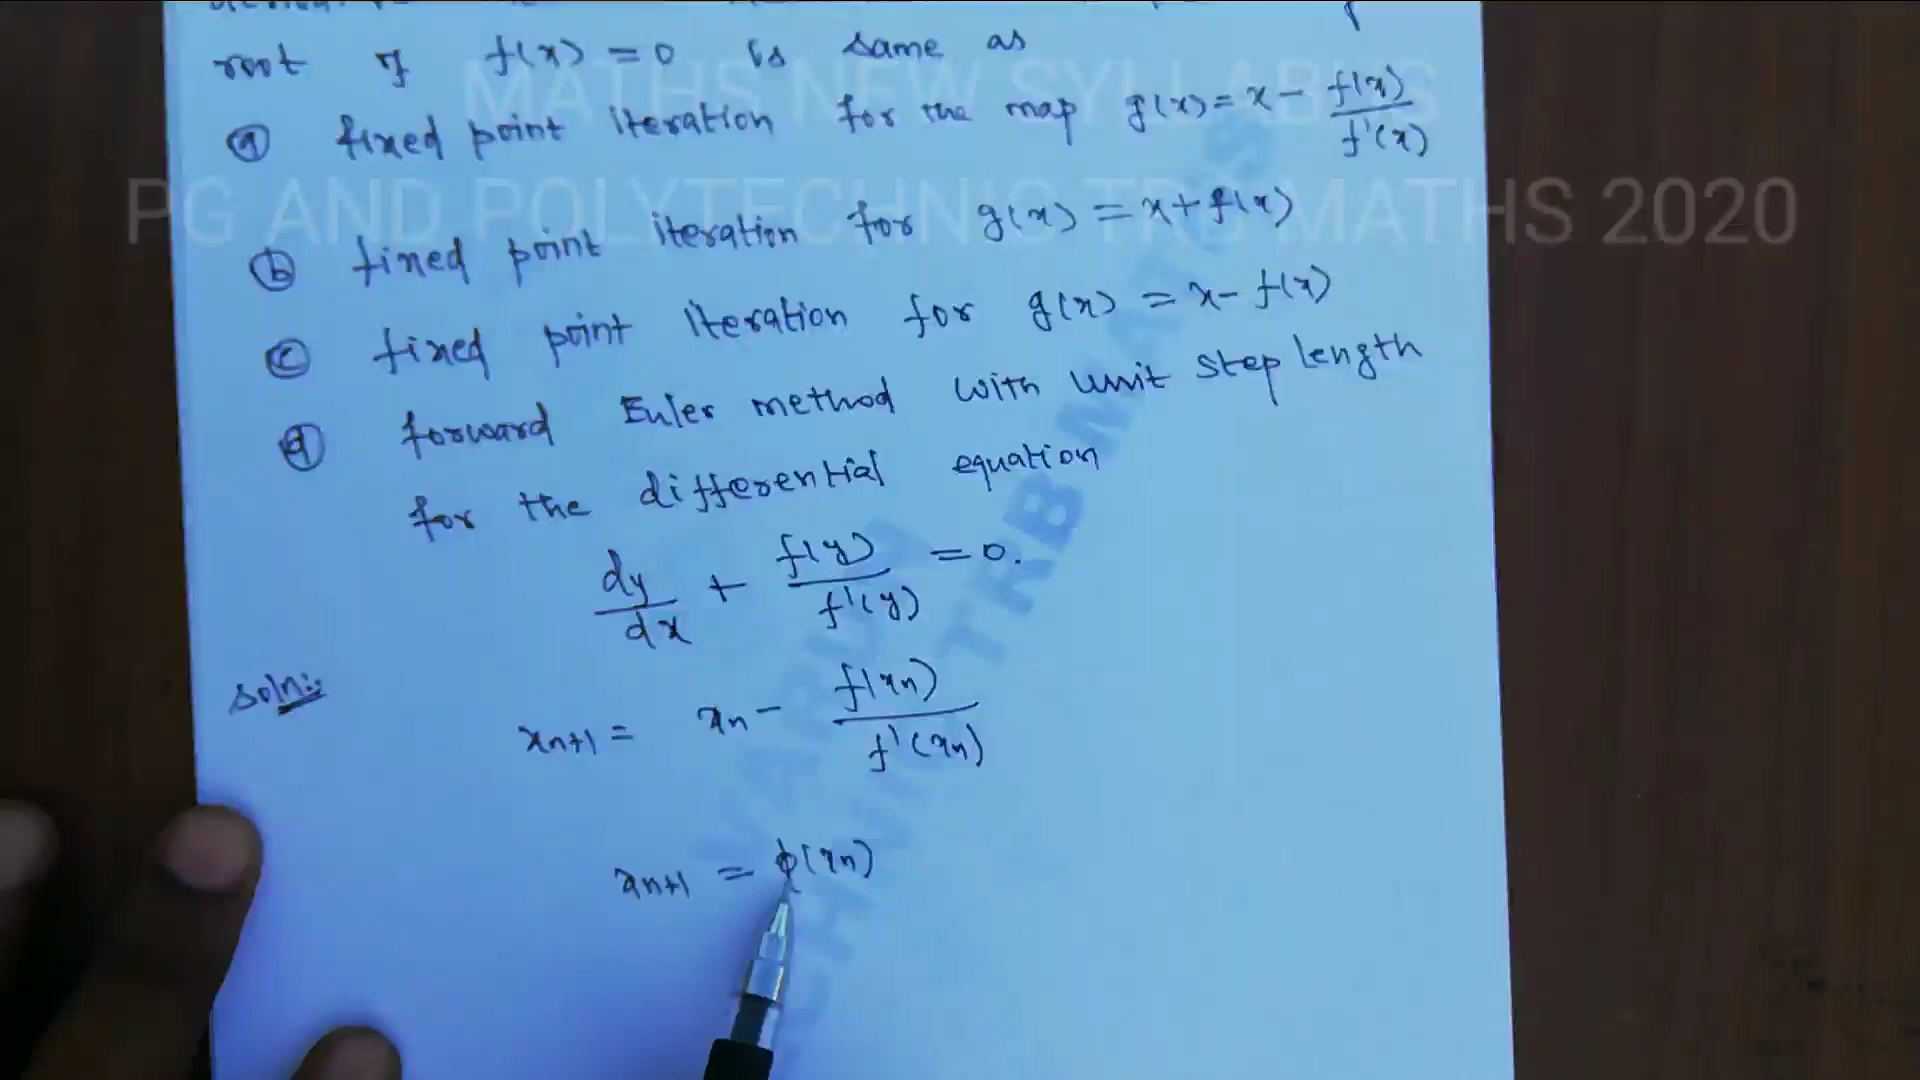 root of f(x) = 0 is same as
(a) fixed point iteration for the map g(x) = x - f(x)/f'(x)
(b) fixed point iteration for g(x) = x + f(x)
(c) fixed point iteration for g(x) = x - f(x)
(d) forward Euler method with unit step length
for the differential equation
dy/dx + f(y)/f'(y) = 0.
Soln:
xn+1 = xn - f(xn)/f'(xn)
xn+1 = ϕ(xn)
MATHS NEW SYLLABUS
PG AND POLYTECHNIC TRB MATHS 2020